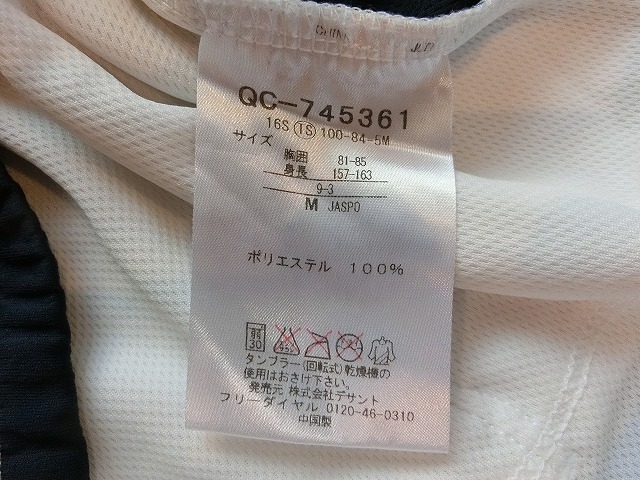 QC-745361
16S TS 100-84-5M
サイズ
胸囲 81-85
身長 157-163
9-3
M JASPO
ポリエステル 100%
30
タンブラー(回転式)乾燥機の
使用はおさけ下さい。
発売元 株式会社デサント
フリーダイヤル 0120-46-0310
中国製